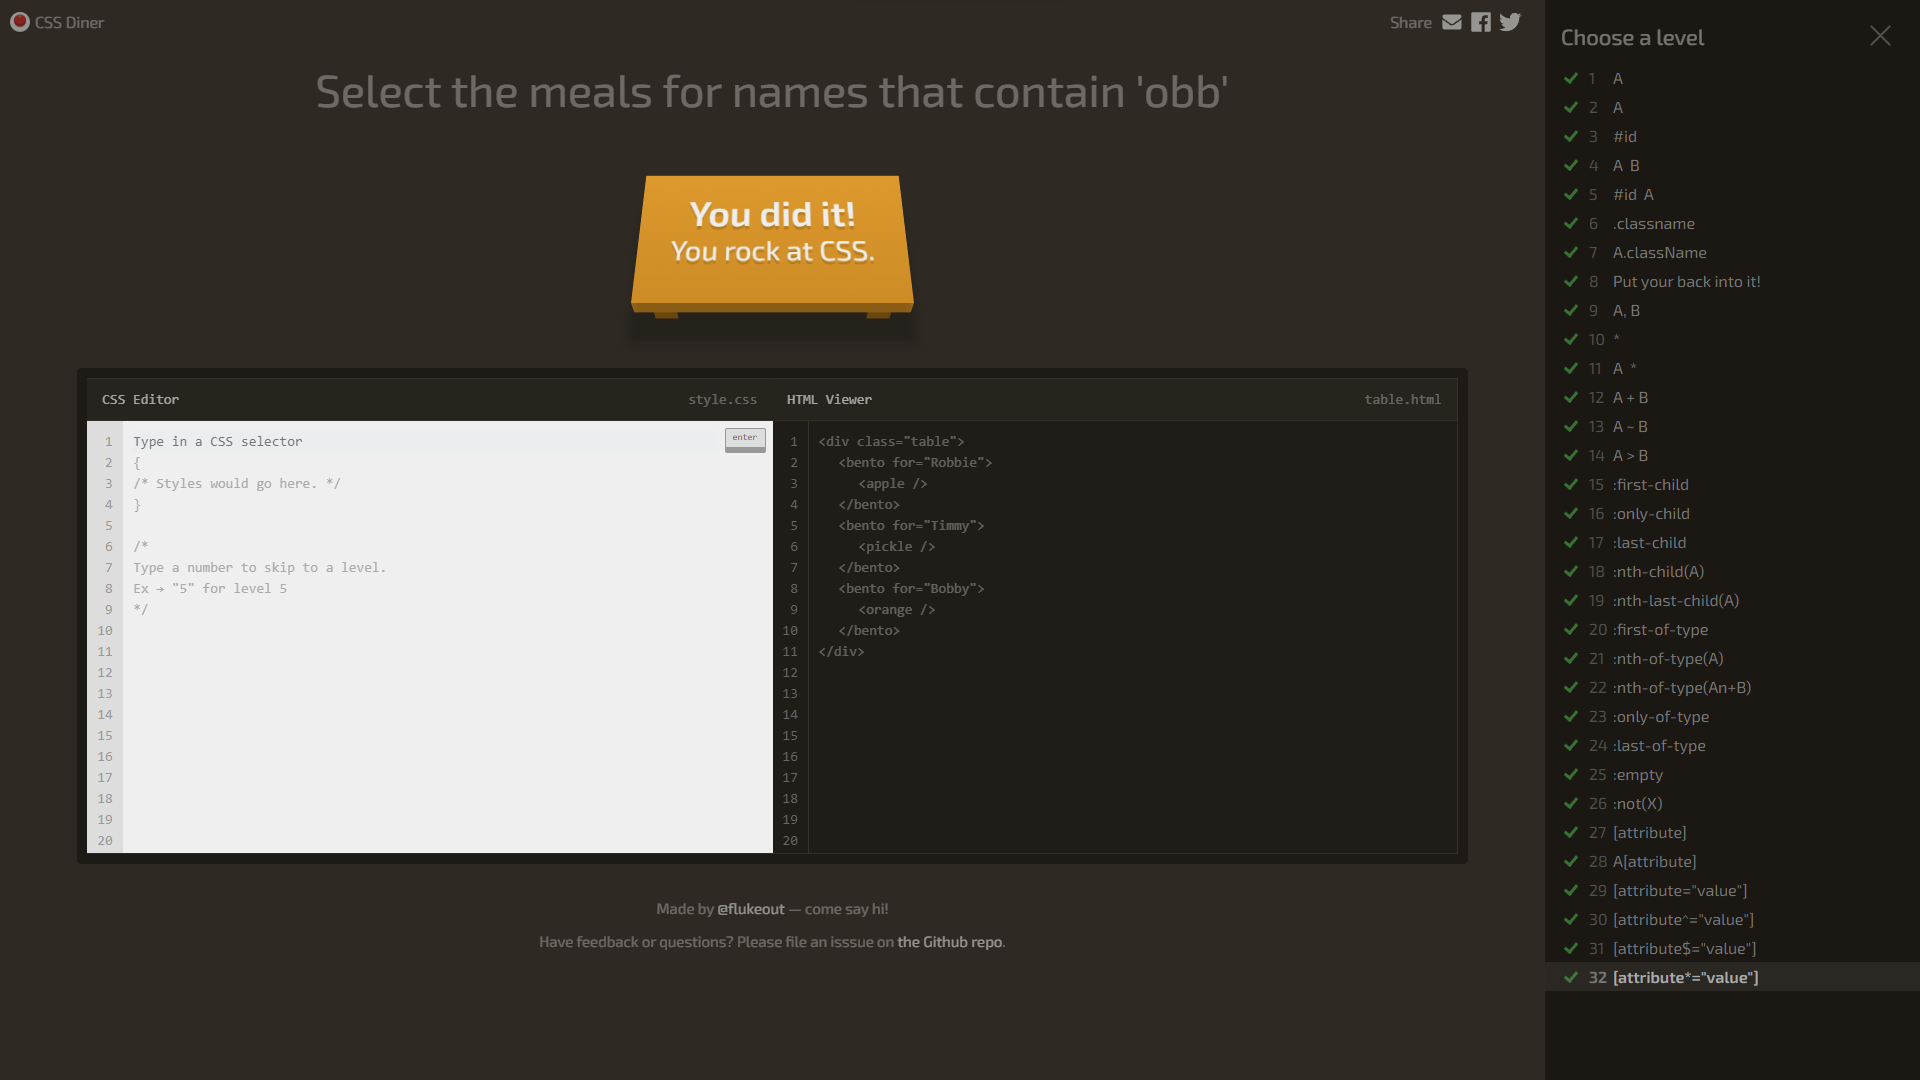 CSS Diner
Share
Select the meals for names that contain 'obb'
You did it!
You rock at CSS.
CSS Editor
style.css
HTML Viewer
table.html
1 Type in a CSS selector
enter
2 {
3 /* Styles would go here. */
4 }
5
6 /*
7 Type a number to skip to a level.
8 Ex → "5" for level 5
9 */
10
11
12
13
14
15
16
17
18
19
20
1 <div class="table">
2 <bento for="Robbie">
3 <apple />
4 </bento>
5 <bento for="Timmy">
6 <pickle />
7 </bento>
8 <bento for="Bobby">
9 <orange />
10 </bento>
11 </div>
12
13
14
15
16
17
18
19
20
Made by @flukeout — come say hi!
Have feedback or questions? Please file an isssue on the Github repo.
Choose a level
1 A
2 A
3 #id
4 A B
5 #id A
6 .classname
7 A.className
8 Put your back into it!
9 A, B
10 *
11 A *
12 A + B
13 A ~ B
14 A > B
15 :first-child
16 :only-child
17 :last-child
18 :nth-child(A)
19 :nth-last-child(A)
20 :first-of-type
21 :nth-of-type(A)
22 :nth-of-type(An+B)
23 :only-of-type
24 :last-of-type
25 :empty
26 :not(X)
27 [attribute]
28 A[attribute]
29 [attribute="value"]
30 [attribute^="value"]
31 [attribute$="value"]
32 [attribute*="value"]